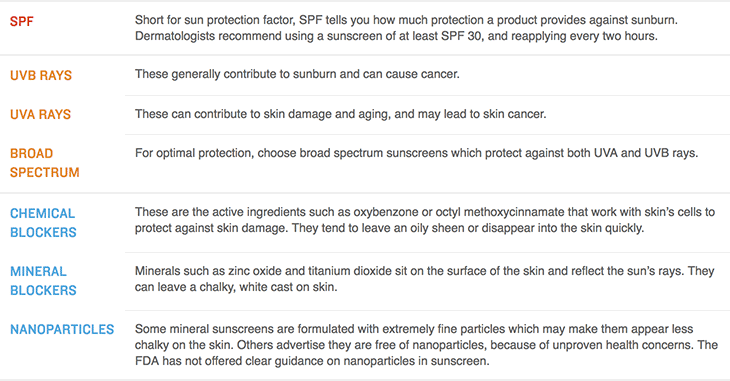 SPF
Short for sun protection factor, SPF tells you how much protection a product provides against sunburn.
Dermatologists recommend using a sunscreen of at least SPF 30, and reapplying every two hours.
UVB RAYS
These generally contribute to sunburn and can cause cancer.
UVA RAYS
These can contribute to skin damage and aging, and may lead to skin cancer.
BROAD
SPECTRUM
For optimal protection, choose broad spectrum sunscreens which protect against both UVA and UVB rays.
CHEMICAL
BLOCKERS
These are the active ingredients such as oxybenzone or octyl methoxycinnamate that work with skin's cells to
protect against skin damage. They tend to leave an oily sheen or disappear into the skin quickly.
MINERAL
BLOCKERS
Minerals such as zinc oxide and titanium dioxide sit on the surface of the skin and reflect the sun's rays. They
can leave a chalky, white cast on skin.
NANOPARTICLES
Some mineral sunscreens are formulated with extremely fine particles which may make them appear less
chalky on the skin. Others advertise they are free of nanoparticles, because of unproven health concerns. The
FDA has not offered clear guidance on nanoparticles in sunscreen.